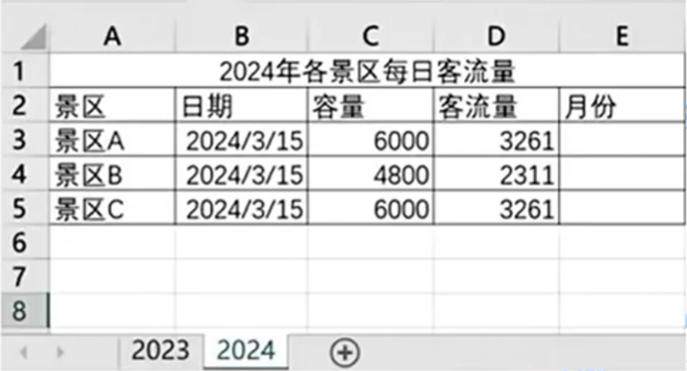 A B C D E
1 2024年各景区每日客流量
2 景区 日期 容量 客流量 月份
3 景区A 2024/3/15 6000 3261
4 景区B 2024/3/15 4800 2311
5 景区C 2024/3/15 6000 3261
6
7
8
2023 2024